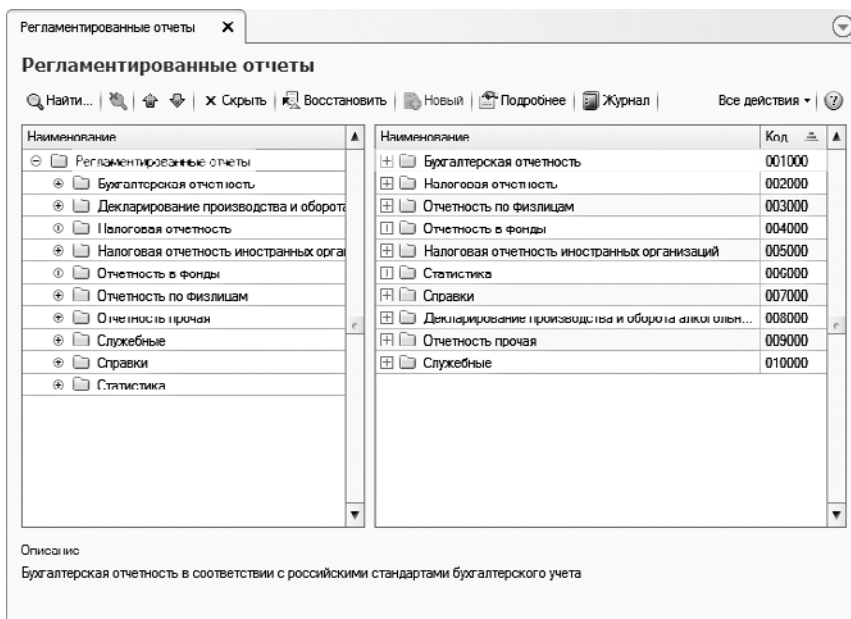 Регламентированные отчеты
Регламентированные отчеты
Найти... Скрыть Восстановить Новый Подробнее Журнал Все действия
Наименование
Регламентированные отчеты
Бухгалтерская отчетность
Декларирование производства и оборота
Налоговая отчетность
Налоговая отчетность иностранных орга
Отчетность в фонды
Отчетность по физлицам
Отчетность прочая
Служебные
Справки
Статистика
Наименование Код
Бухгалтерская отчетность 001000
Налоговая отчетность 002000
Отчетность по физлицам 003000
Отчетность в фонды 004000
Налоговая отчетность иностранных организаций 005000
Статистика 006000
Справки 007000
Декларирование производства и оборота алкогольн... 008000
Отчетность прочая 009000
Служебные 010000
Описание
Бухгалтерская отчетность в соответствии с российскими стандартами бухгалтерского учета